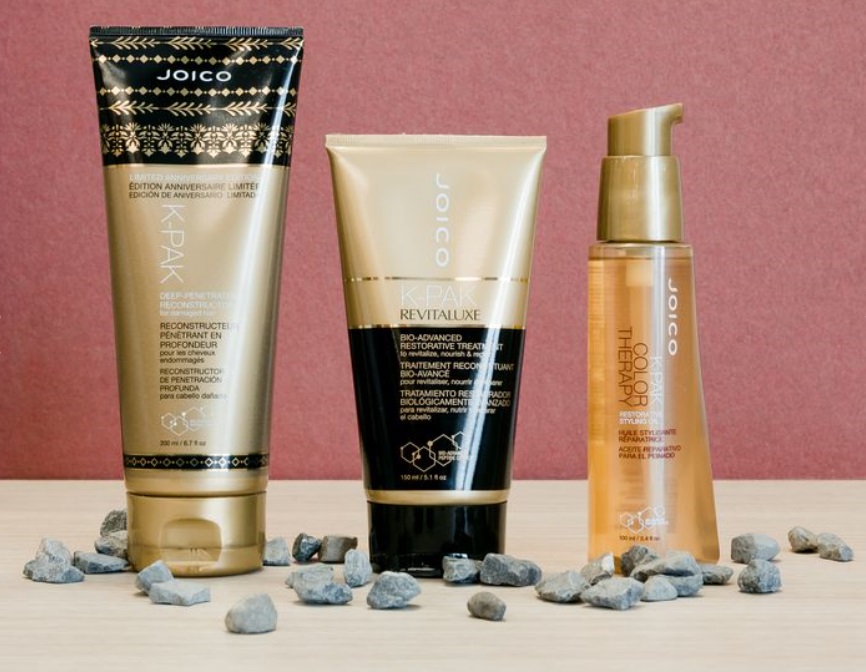 JOICO
LIMITED ANNIVERSARY EDITION
ÉDITION ANNIVERSAIRE LIMITÉE
EDICIÓN DE ANIVERSARIO LIMITADA
K-PAK
DEEP-PENETRATING
RECONSTRUCTOR
for damaged hair
RECONSTRUCTEUR
PÉNÉTRANT EN
PROFONDEUR
pour les cheveux
endommagés
RECONSTRUCTOR
DE PENETRACIÓN
PROFUNDA
para cabello dañado
200 ml / 6.7 fl oz
JOICO
K-PAK
REVITALUXE
BIO-ADVANCED
RESTORATIVE TREATMENT
to revitalize, nourish & repair
TRAITEMENT RECONSTITUANT
BIO-AVANCÉ
pour revitaliser, nourrir
TRATAMIENTO RESTAURADOR
BIOLÓGICAMENTE AVANZADO
para revitalizar, nutrir
el cabello
BIO-ADVANCED
PEPTIDE
150 ml / 5.1 fl oz
JOICO
K-PAK
COLOR
THERAPY
RESTORATIVE
STYLING OIL
HUILE STYLISANTE
RÉPARATRICE
ACEITE REPARATIVO
PARA EL PEINADO
100 ml / 3.4 fl oz